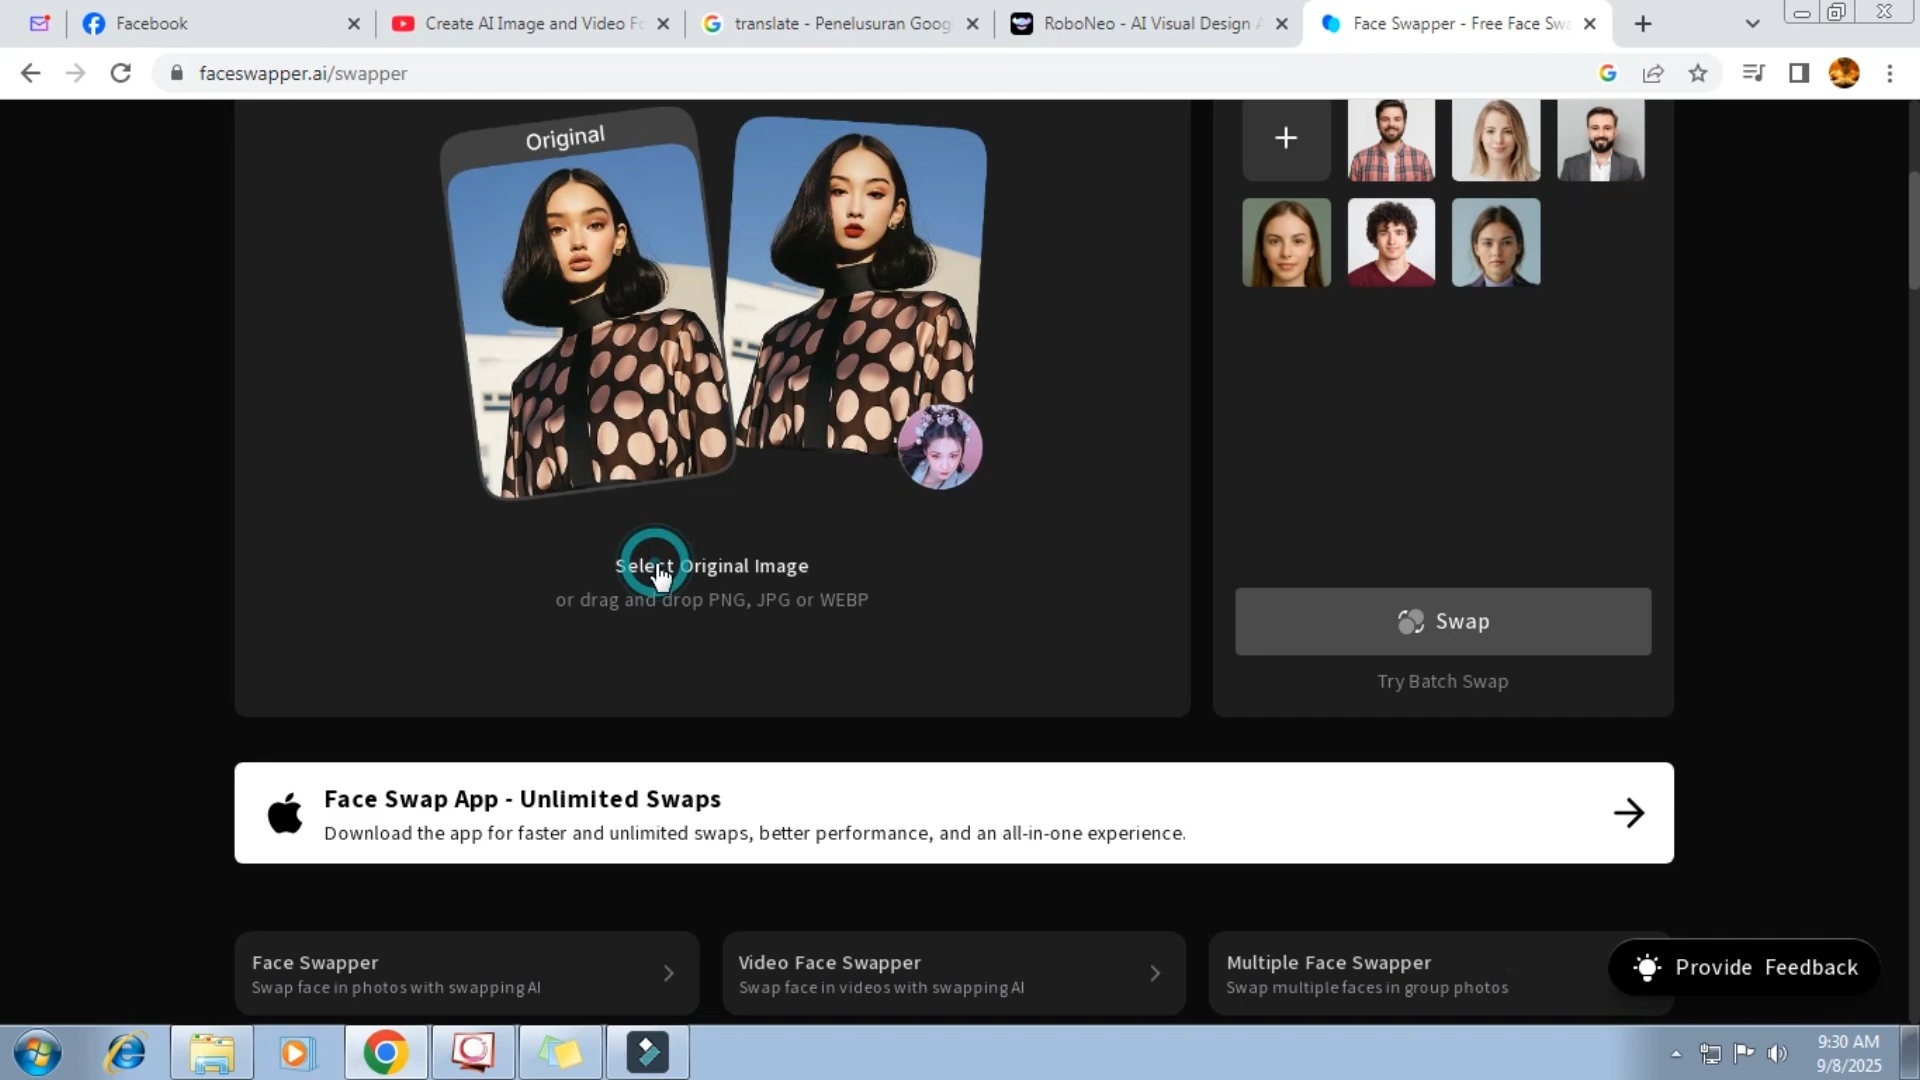 Facebook
Create AI Image and Video Fo
translate - Penelusuran Goog
RoboNeo - AI Visual Design A
Face Swapper - Free Face Swa
faceswapper.ai/swapper
Original
Select Original Image
or drag and drop PNG, JPG or WEBP
Swap
Try Batch Swap
Face Swap App - Unlimited Swaps
Download the app for faster and unlimited swaps, better performance, and an all-in-one experience.
Face Swapper
Swap face in photos with swapping AI
Video Face Swapper
Swap face in videos with swapping AI
Multiple Face Swapper
Swap multiple faces in group photos
Provide Feedback
9:30 AM
9/8/2025